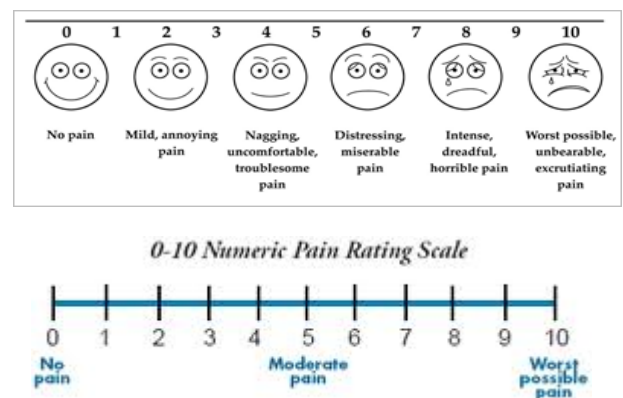 0 1 2 3 4 5 6 7 8 9 10
No pain Mild, annoying Nagging, Distressing, Intense, Worst possible,
pain uncomfortable, miserable dreadful, unbearable,
troublesome pain horrible pain excrutiating
pain pain
0-10 Numeric Pain Rating Scale
0 1 2 3 4 5 6 7 8 9 10
No Moderate Worst
pain pain possible
pain